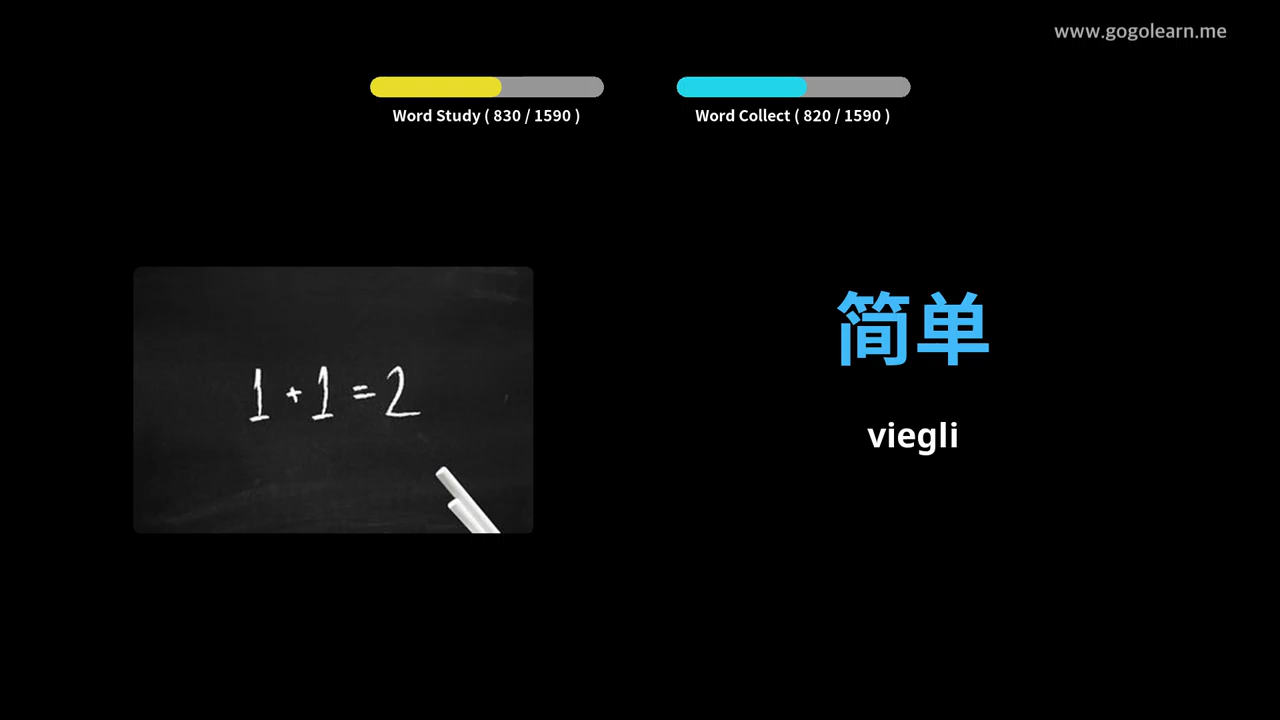 www.gogolearn.me
Word Study ( 830 / 1590 )
Word Collect ( 820 / 1590 )
1 + 1 = 2
简单
viegli